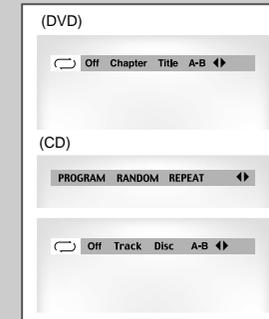 (DVD)
Off Chapter Title A-B
(CD)
PROGRAM RANDOM REPEAT
Off Track Disc A-B